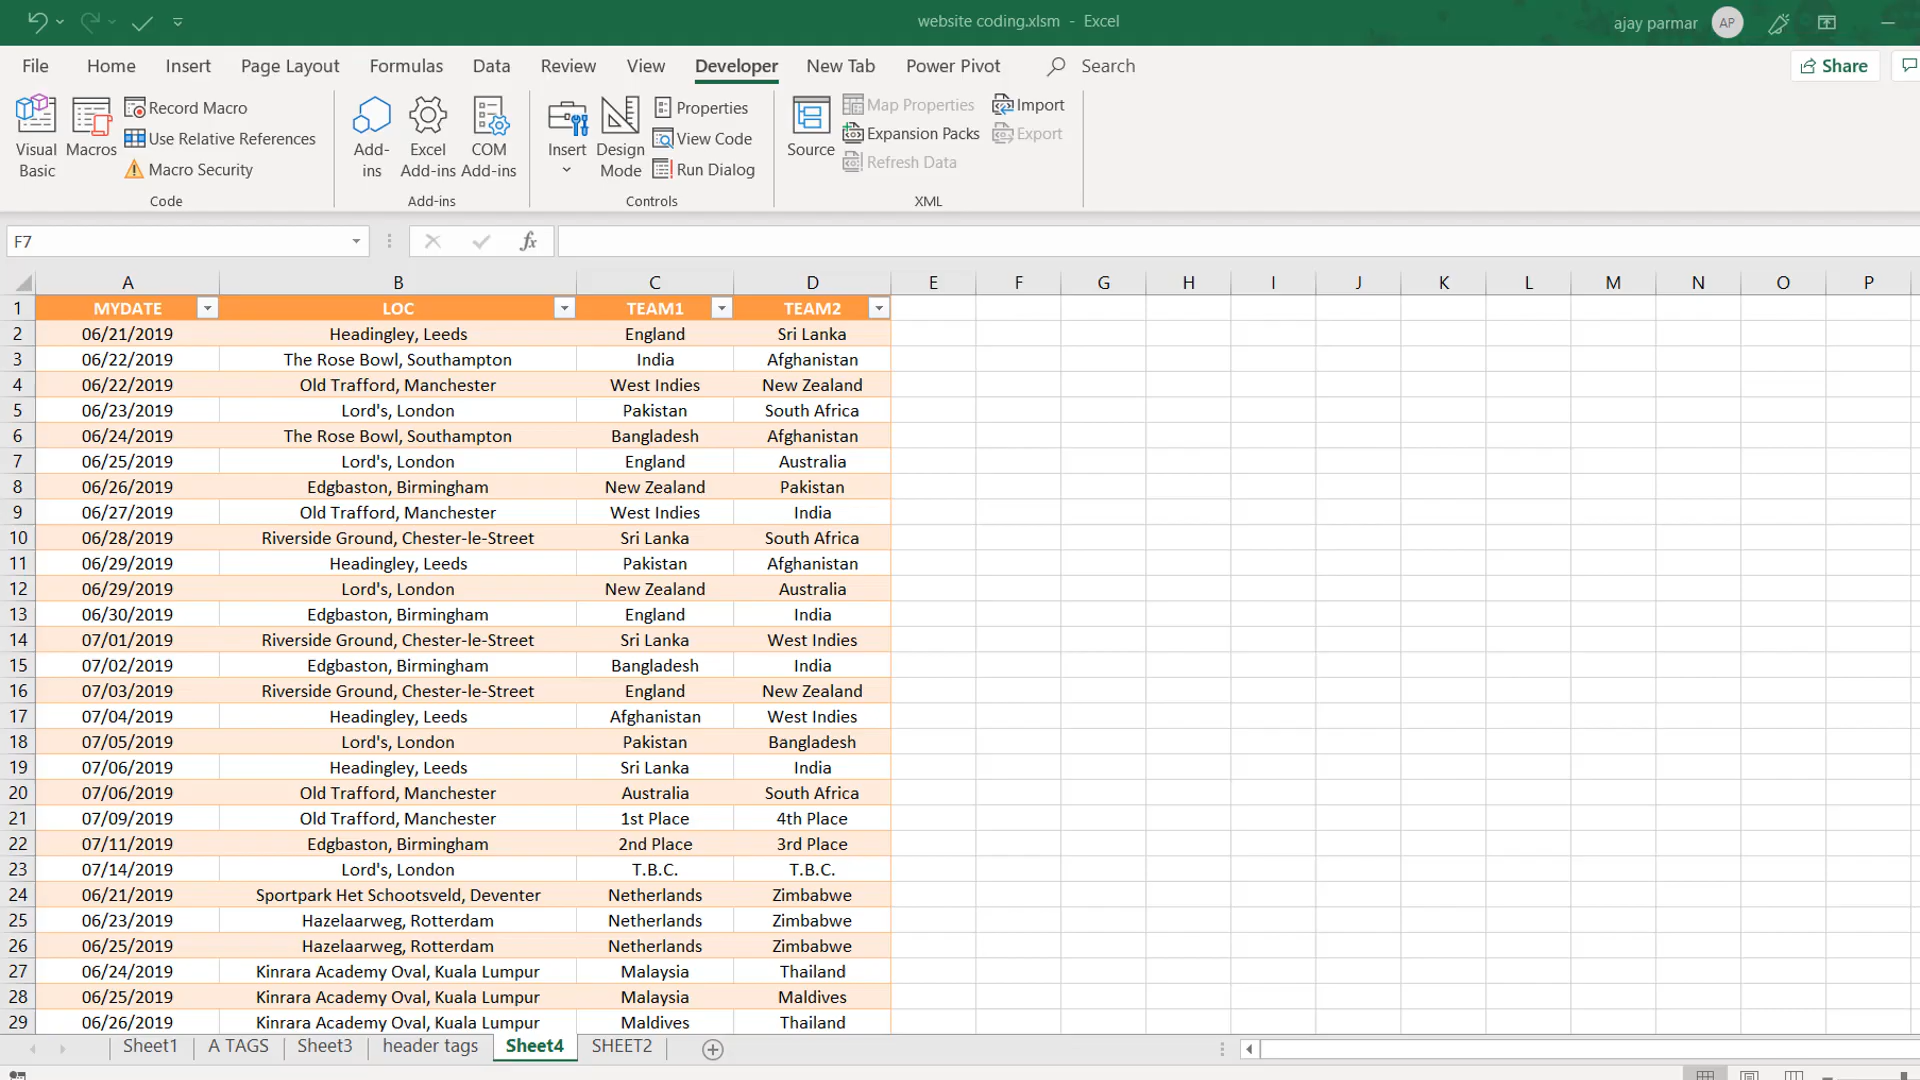 website coding.xlsm - Excel
ajay parmar AP
File Home Insert Page Layout Formulas Data Review View Developer New Tab Power Pivot Search Share
Visual Basic
Macros
Record Macro
Use Relative References
Macro Security
Code
Add-ins
Excel Add-ins
COM Add-ins
Add-ins
Insert
Design Mode
Properties
View Code
Run Dialog
Controls
Source
Map Properties
Expansion Packs
Refresh Data
Import
Export
XML
F7 fx
A B C D E F G H I J K L M N O P
1 MYDATE LOC TEAM1 TEAM2
2 06/21/2019 Headingley, Leeds England Sri Lanka
3 06/22/2019 The Rose Bowl, Southampton India Afghanistan
4 06/22/2019 Old Trafford, Manchester West Indies New Zealand
5 06/23/2019 Lord's, London Pakistan South Africa
6 06/24/2019 The Rose Bowl, Southampton Bangladesh Afghanistan
7 06/25/2019 Lord's, London England Australia
8 06/26/2019 Edgbaston, Birmingham New Zealand Pakistan
9 06/27/2019 Old Trafford, Manchester West Indies India
10 06/28/2019 Riverside Ground, Chester-le-Street Sri Lanka South Africa
11 06/29/2019 Headingley, Leeds Pakistan Afghanistan
12 06/29/2019 Lord's, London New Zealand Australia
13 06/30/2019 Edgbaston, Birmingham England India
14 07/01/2019 Riverside Ground, Chester-le-Street Sri Lanka West Indies
15 07/02/2019 Edgbaston, Birmingham Bangladesh India
16 07/03/2019 Riverside Ground, Chester-le-Street England New Zealand
17 07/04/2019 Headingley, Leeds Afghanistan West Indies
18 07/05/2019 Lord's, London Pakistan Bangladesh
19 07/06/2019 Headingley, Leeds Sri Lanka India
20 07/06/2019 Old Trafford, Manchester Australia South Africa
21 07/09/2019 Old Trafford, Manchester 1st Place 4th Place
22 07/11/2019 Edgbaston, Birmingham 2nd Place 3rd Place
23 07/14/2019 Lord's, London T.B.C. T.B.C.
24 06/21/2019 Sportpark Het Schootsveld, Deventer Netherlands Zimbabwe
25 06/23/2019 Hazelaarweg, Rotterdam Netherlands Zimbabwe
26 06/25/2019 Hazelaarweg, Rotterdam Netherlands Zimbabwe
27 06/24/2019 Kinrara Academy Oval, Kuala Lumpur Malaysia Thailand
28 06/25/2019 Kinrara Academy Oval, Kuala Lumpur Malaysia Maldives
29 06/26/2019 Kinrara Academy Oval, Kuala Lumpur Maldives Thailand
Sheet1 A TAGS Sheet3 header tags Sheet4 SHEET2